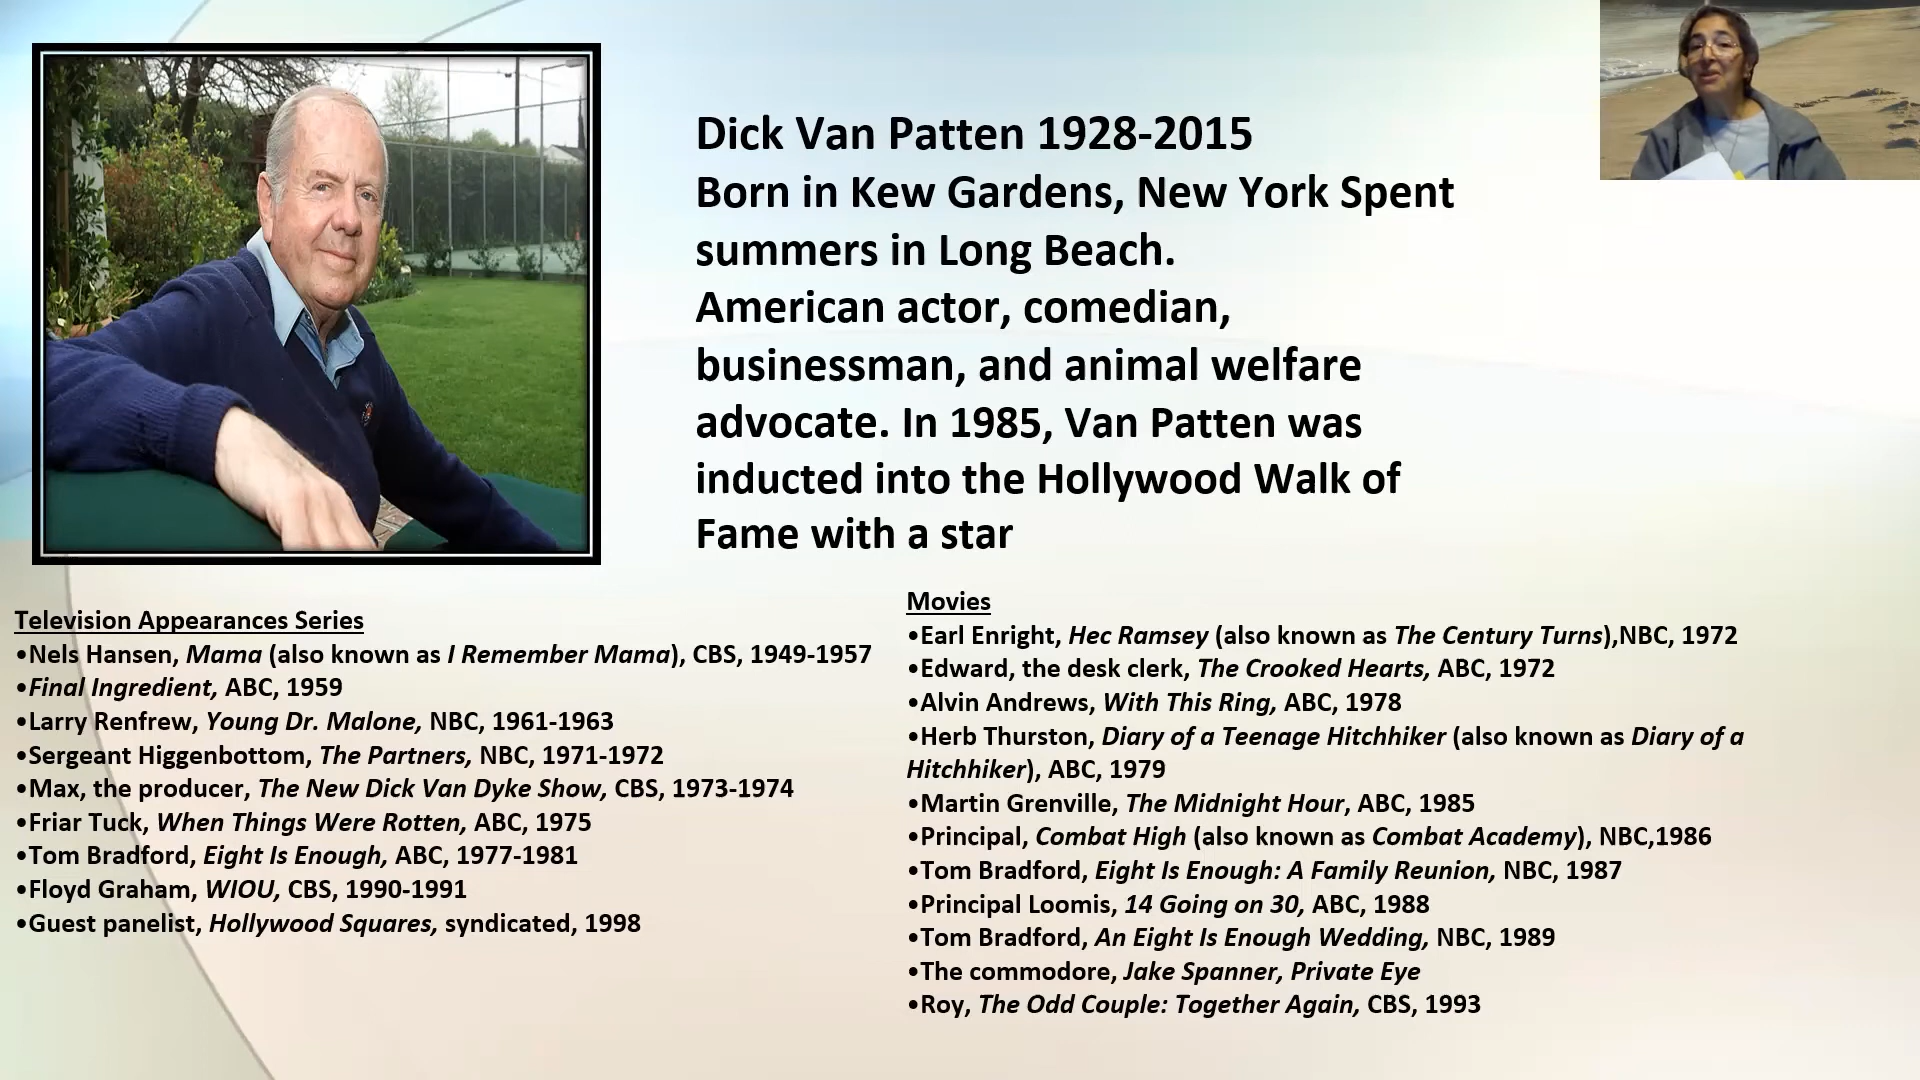 Dick Van Patten 1928-2015
Born in Kew Gardens, New York Spent
summers in Long Beach.
American actor, comedian,
businessman, and animal welfare
advocate. In 1985, Van Patten was
inducted into the Hollywood Walk of
Fame with a star
Television Appearances Series
•Nels Hansen, Mama (also known as I Remember Mama), CBS, 1949-1957
•Final Ingredient, ABC, 1959
•Larry Renfrew, Young Dr. Malone, NBC, 1961-1963
•Sergeant Higgenbottom, The Partners, NBC, 1971-1972
•Max, the producer, The New Dick Van Dyke Show, CBS, 1973-1974
•Friar Tuck, When Things Were Rotten, ABC, 1975
•Tom Bradford, Eight Is Enough, ABC, 1977-1981
•Floyd Graham, WIOU, CBS, 1990-1991
•Guest panelist, Hollywood Squares, syndicated, 1998
Movies
•Earl Enright, Hec Ramsey (also known as The Century Turns),NBC, 1972
•Edward, the desk clerk, The Crooked Hearts, ABC, 1972
•Alvin Andrews, With This Ring, ABC, 1978
•Herb Thurston, Diary of a Teenage Hitchhiker (also known as Diary of a
Hitchhiker), ABC, 1979
•Martin Grenville, The Midnight Hour, ABC, 1985
•Principal, Combat High (also known as Combat Academy), NBC,1986
•Tom Bradford, Eight Is Enough: A Family Reunion, NBC, 1987
•Principal Loomis, 14 Going on 30, ABC, 1988
•Tom Bradford, An Eight Is Enough Wedding, NBC, 1989
•The commodore, Jake Spanner, Private Eye
•Roy, The Odd Couple: Together Again, CBS, 1993